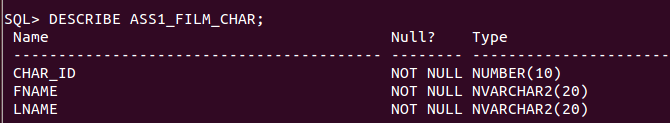 SQL> DESCRIBE ASS1_FILM_CHAR;
 Name                                      Null?    Type
 ----------------------------------------- -------- ----------------------------
 CHAR_ID                                   NOT NULL NUMBER(10)
 FNAME                                     NOT NULL NVARCHAR2(20)
 LNAME                                     NOT NULL NVARCHAR2(20)